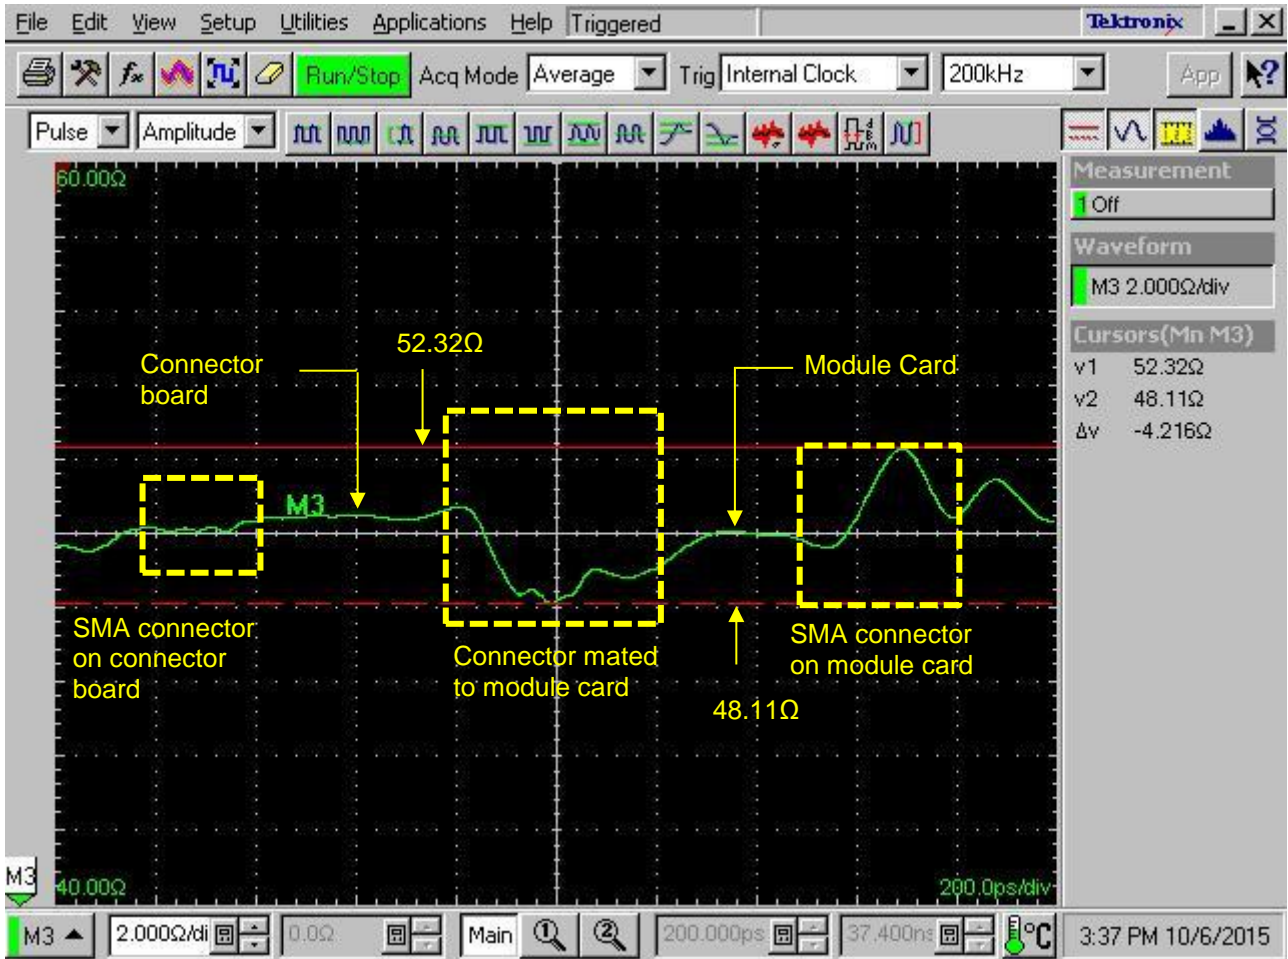 File Edit View Setup Utilities Applications Help Triggered Tektronix
Run/Stop Acq Mode Average Trig Internal Clock 200kHz App
Pulse Amplitude
60.00Ω
Measurement
1 Off
Waveform
M3 2.000Ω/div
Cursors(Mn M3)
v1 52.32Ω
v2 48.11Ω
Δv -4.216Ω
52.32Ω
Connector
board
Module Card
M3
SMA connector
on connector
board
Connector mated
to module card
SMA connector
on module card
48.11Ω
M3
40.00Ω
200.0ps/div
M3 2.000Ω/di 0.0Ω Main 1 2 200.000ps 37.400ns °C 3:37 PM 10/6/2015